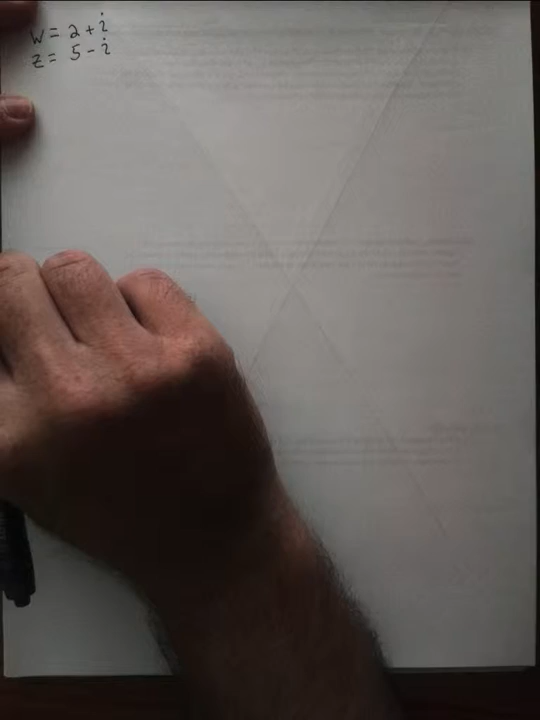 w = 2 + i
z = 5 - i